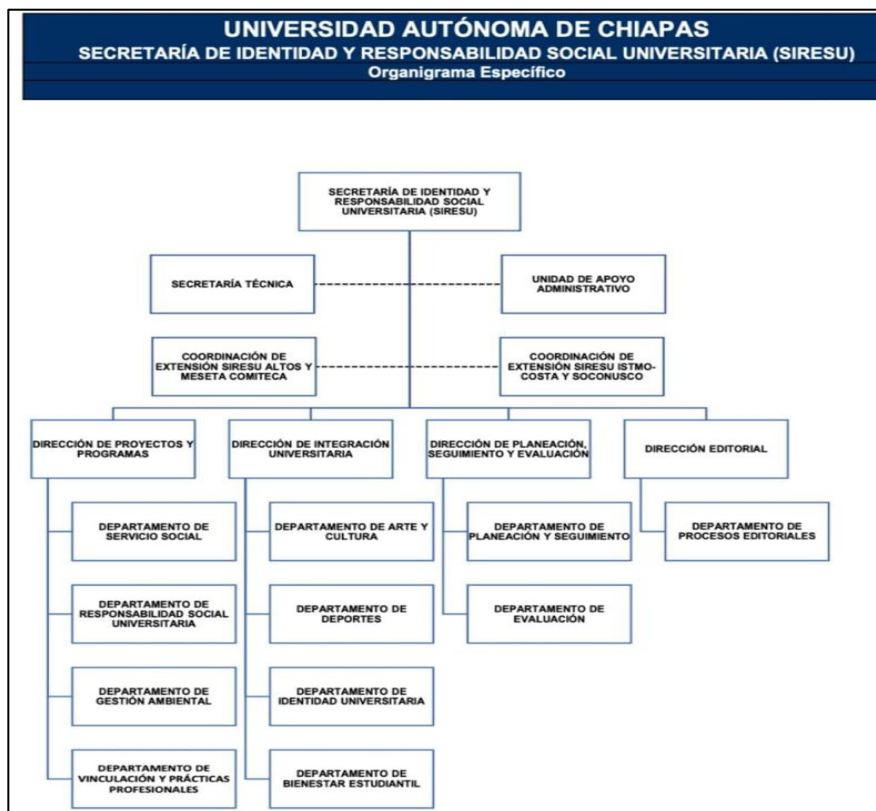 UNIVERSIDAD AUTÓNOMA DE CHIAPAS
SECRETARÍA DE IDENTIDAD Y RESPONSABILIDAD SOCIAL UNIVERSITARIA (SIRESU)
Organigrama Específico
SECRETARÍA DE IDENTIDAD Y
RESPONSABILIDAD SOCIAL
UNIVERSITARIA (SIRESU)
SECRETARÍA TÉCNICA
UNIDAD DE APOYO
ADMINISTRATIVO
COORDINACIÓN DE
EXTENSIÓN SIRESU ALTOS Y
MESETA COMITECA
COORDINACIÓN DE
EXTENSIÓN SIRESU ISTMO-
COSTA Y SOCONUSCO
DIRECCIÓN DE PROYECTOS Y
PROGRAMAS
DIRECCIÓN DE INTEGRACIÓN
UNIVERSITARIA
DIRECCIÓN DE PLANEACIÓN,
SEGUIMIENTO Y EVALUACIÓN
DIRECCIÓN EDITORIAL
DEPARTAMENTO DE
SERVICIO SOCIAL
DEPARTAMENTO DE ARTE Y
CULTURA
DEPARTAMENTO DE
PLANEACIÓN Y SEGUIMIENTO
DEPARTAMENTO DE
PROCESOS EDITORIALES
DEPARTAMENTO DE
RESPONSABILIDAD SOCIAL
UNIVERSITARIA
DEPARTAMENTO DE
DEPORTES
DEPARTAMENTO DE
EVALUACIÓN
DEPARTAMENTO DE
GESTIÓN AMBIENTAL
DEPARTAMENTO DE
IDENTIDAD UNIVERSITARIA
DEPARTAMENTO DE
VINCULACIÓN Y PRÁCTICAS
PROFESIONALES
DEPARTAMENTO DE
BIENESTAR ESTUDIANTIL